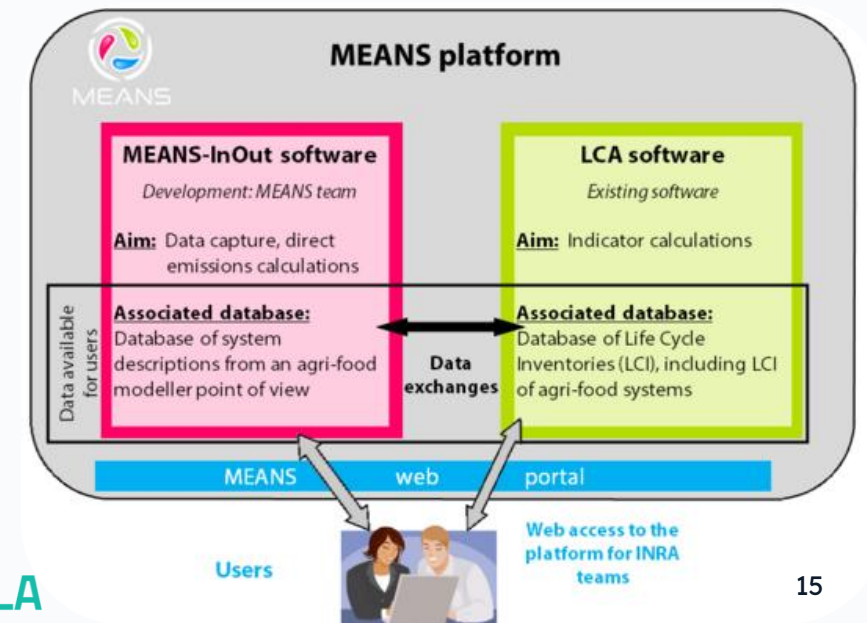 MEANS
MEANS platform
MEANS-InOut software
Development: MEANS team
Aim: Data capture, direct
emissions calculations
Associated database:
Database of system
descriptions from an agri-food
modeller point of view
LCA software
Existing software
Aim: Indicator calculations
Associated database:
Database of Life Cycle
Inventories (LCI), including LCI
of agri-food systems
Data available
for users
Data
exchanges
MEANS web portal
Users
Web access to the
platform for INRA
teams
LA
15